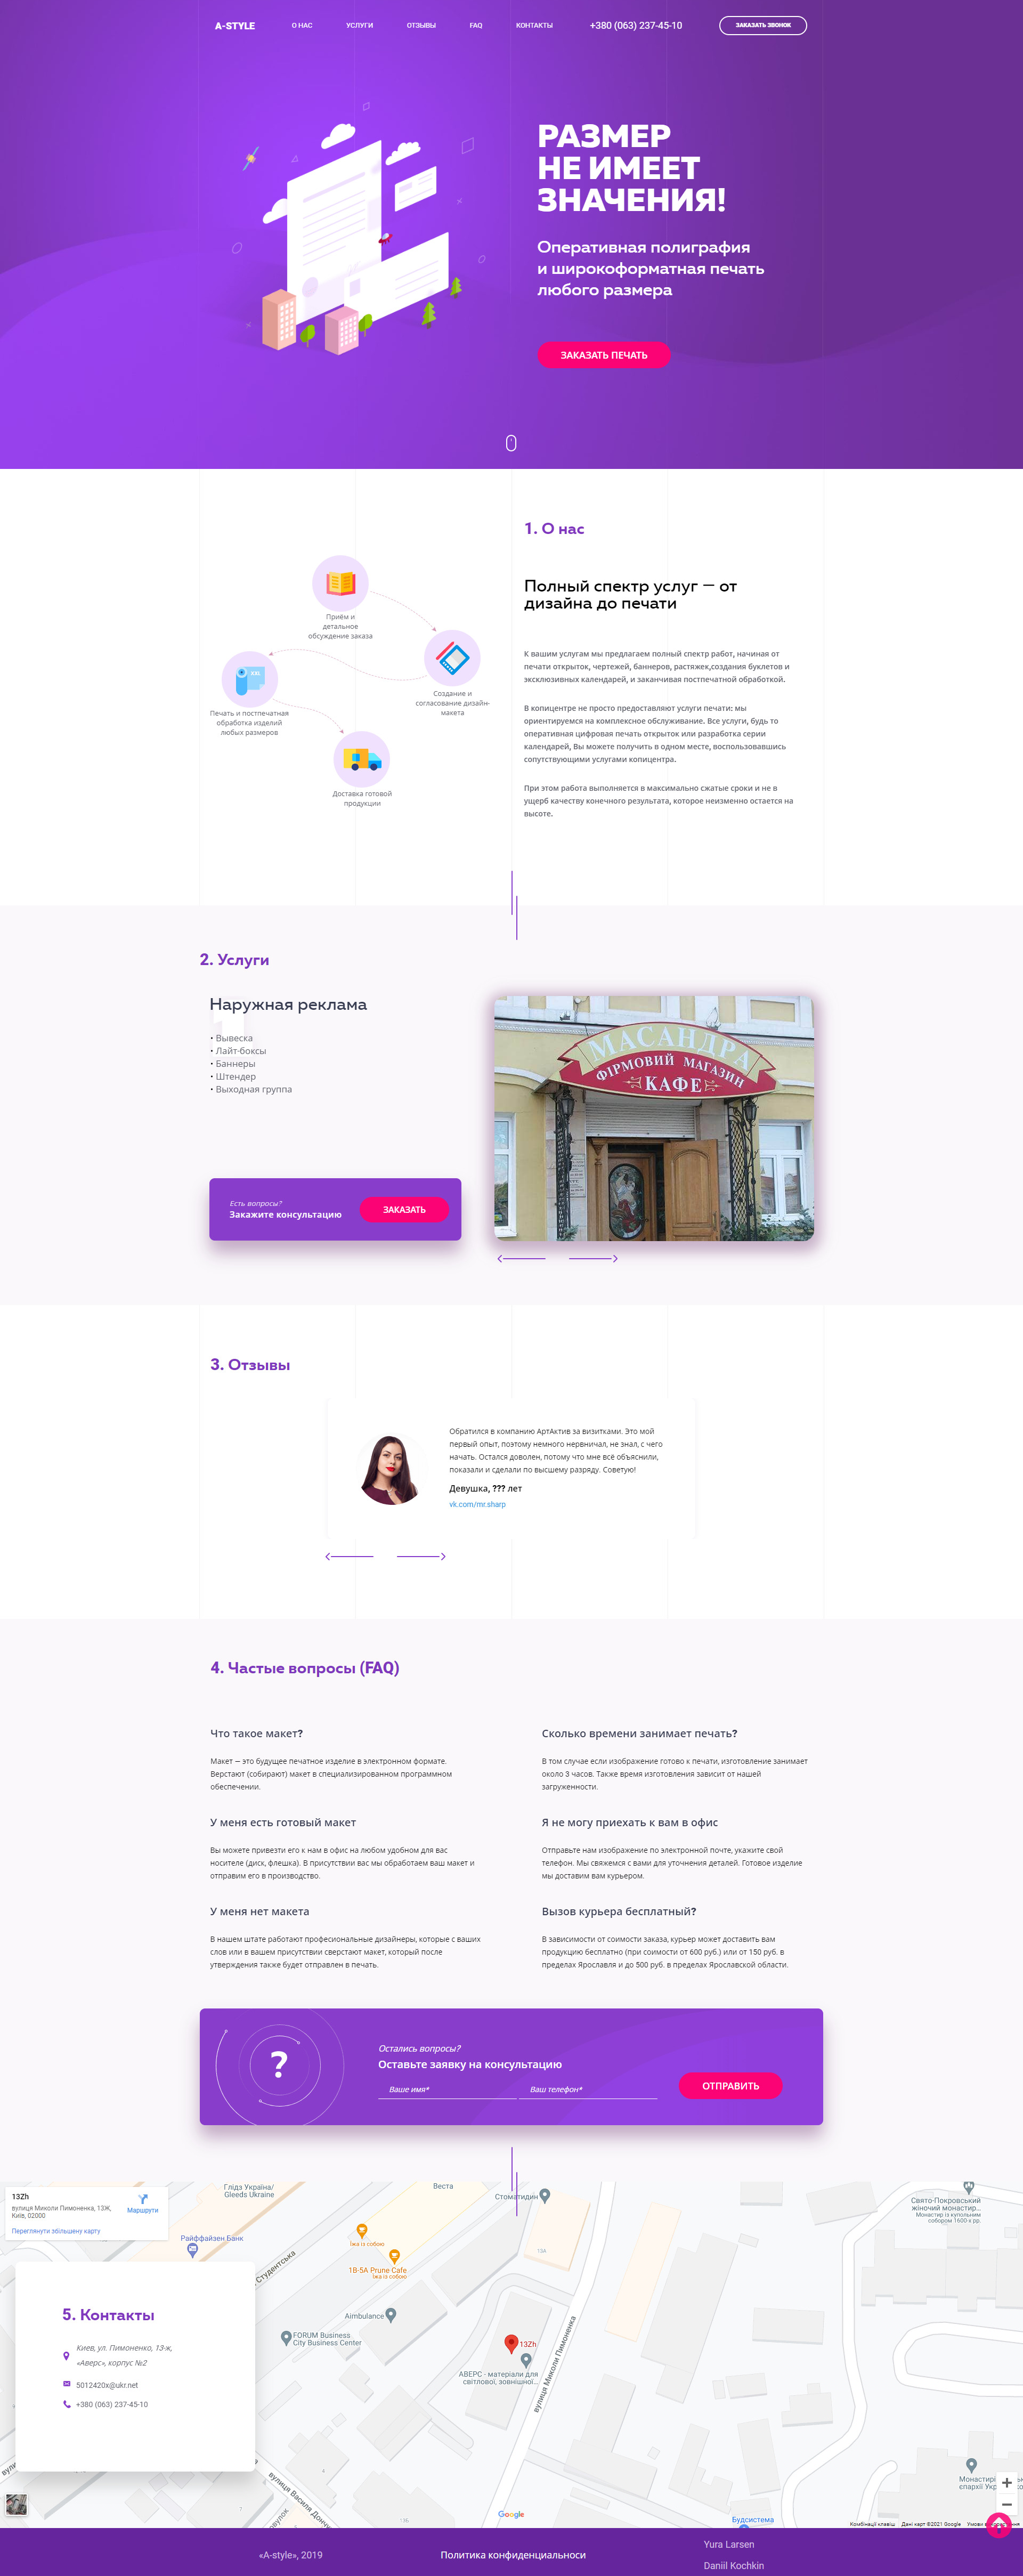 A-STYLE
О НАС
УСЛУГИ
ОТЗЫВЫ
FAQ
КОНТАКТЫ
+380 (063) 237-45-10
ЗАКАЗАТЬ ЗВОНОК
РАЗМЕР
НЕ ИМЕЕТ
ЗНАЧЕНИЯ!
Оперативная полиграфия
и широкоформатная печать
любого размера
ЗАКАЗАТЬ ПЕЧАТЬ
1. О нас
Приём и
детальное
обсуждение заказа
Создание и
согласование дизайн-
макета
XXL
Печать и постпечатная
обработка изделий
любых размеров
Доставка готовой
продукции
Полный спектр услуг — от
дизайна до печати
К вашим услугам мы предлагаем полный спектр работ, начиная от
печати открыток, чертежей, баннеров, растяжек,создания буклетов и
эксклюзивных календарей, и заканчивая постпечатной обработкой.
В копицентре не просто предоставляют услуги печати: мы
ориентируемся на комплексное обслуживание. Все услуги, будь то
оперативная цифровая печать открыток или разработка серии
календарей, Вы можете получить в одном месте, воспользовавшись
сопутствующими услугами копицентра.
При этом работа выполняется в максимально сжатые сроки и не в
ущерб качеству конечного результата, которое неизменно остается на
высоте.
2. Услуги
Наружная реклама
1
• Вывеска
• Лайт-боксы
• Баннеры
• Штендер
• Выходная группа
Есть вопросы?
Закажите консультацию
ЗАКАЗАТЬ
МАСАНДРА
ФІРМОВИЙ МАГАЗИН
КАФЕ
3. Отзывы
Обратился в компанию АртАктив за визитками. Это мой
первый опыт, поэтому немного нервничал, не знал, с чего
начать. Остался доволен, потому что мне всё объяснили,
показали и сделали по высшему разряду. Советую!
Девушка, ??? лет
vk.com/mr.sharp
4. Частые вопросы (FAQ)
Что такое макет?
Макет — это будущее печатное изделие в электронном формате.
Верстают (собирают) макет в специализированном программном
обеспечении.
Сколько времени занимает печать?
В том случае если изображение готово к печати, изготовление занимает
около 3 часов. Также время изготовления зависит от нашей
загруженности.
У меня есть готовый макет
Вы можете привезти его к нам в офис на любом удобном для вас
носителе (диск, флешка). В присутствии вас мы обработаем ваш макет и
отправим его в производство.
Я не могу приехать к вам в офис
Отправьте нам изображение по электронной почте, укажите свой
телефон. Мы свяжемся с вами для уточнения деталей. Готовое изделие
мы доставим вам курьером.
У меня нет макета
В нашем штате работают профессиональные дизайнеры, которые с ваших
слов или в вашем присутствии сверстают макет, который после
утверждения также будет отправлен в печать.
Вызов курьера бесплатный?
В зависимости от соимости заказа, курьер может доставить вам
продукцию бесплатно (при соимости от 600 руб.) или от 150 руб. в
пределах Ярославля и до 500 руб. в пределах Ярославской области.
?
Остались вопросы?
Оставьте заявку на консультацию
Ваше имя*
Ваш телефон*
ОТПРАВИТЬ
13Zh
вулиця Миколи Пимоненка, 13Ж,
Київ, 02000
Маршрути
Переглянути збільшену карту
Глідз Україна/
Gleeds Ukraine
Веста
Стоматидин
Свято-Покровський
жіночий монастир...
Монастир із купольним
собором 1600-х рр.
Райффайзен Банк
Їжа із собою
1B-5A Prune Cafe
Їжа із собою
15А
Студентська
Aimbulance
FORUM Business
City Business Center
13Zh
АВЕРС - матеріали для
світлової, зовнішньої...
вулиця Миколи Пимоненка
5. Контакты
Киев, ул. Пимоненко, 13-ж,
«Аверс», корпус №2
5012420x@ukr.net
+380 (063) 237-45-10
вулиця Василя Дончу
Google
Будсистема
Комбінації клавіш
Дані карт ©2021 Google
«A-style», 2019
Политика конфиденциальноси
Yura Larsen
Daniil Kochkin